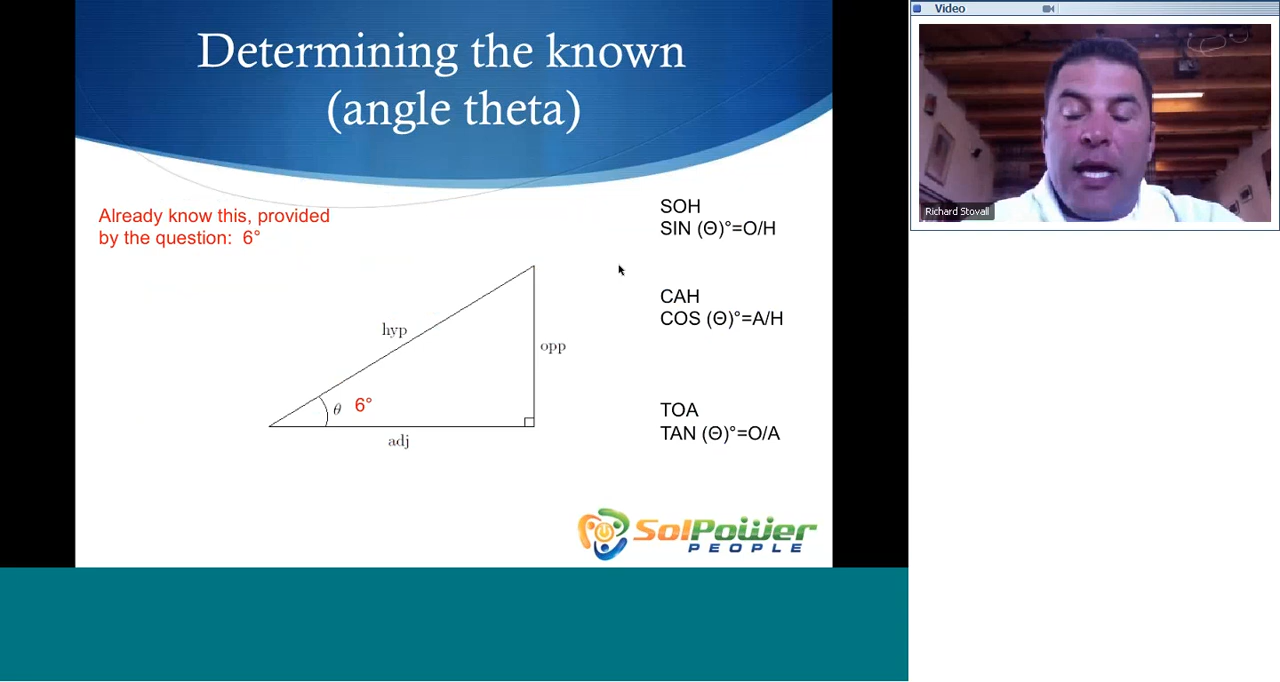 Determining the known
(angle theta)
Already know this, provided
by the question:  6°
SOH
SIN (Θ)°=O/H
CAH
COS (Θ)°=A/H
TOA
TAN (Θ)°=O/A
hyp
opp
θ 6°
adj
SolPower
PEOPLE
Video
Richard Stovall